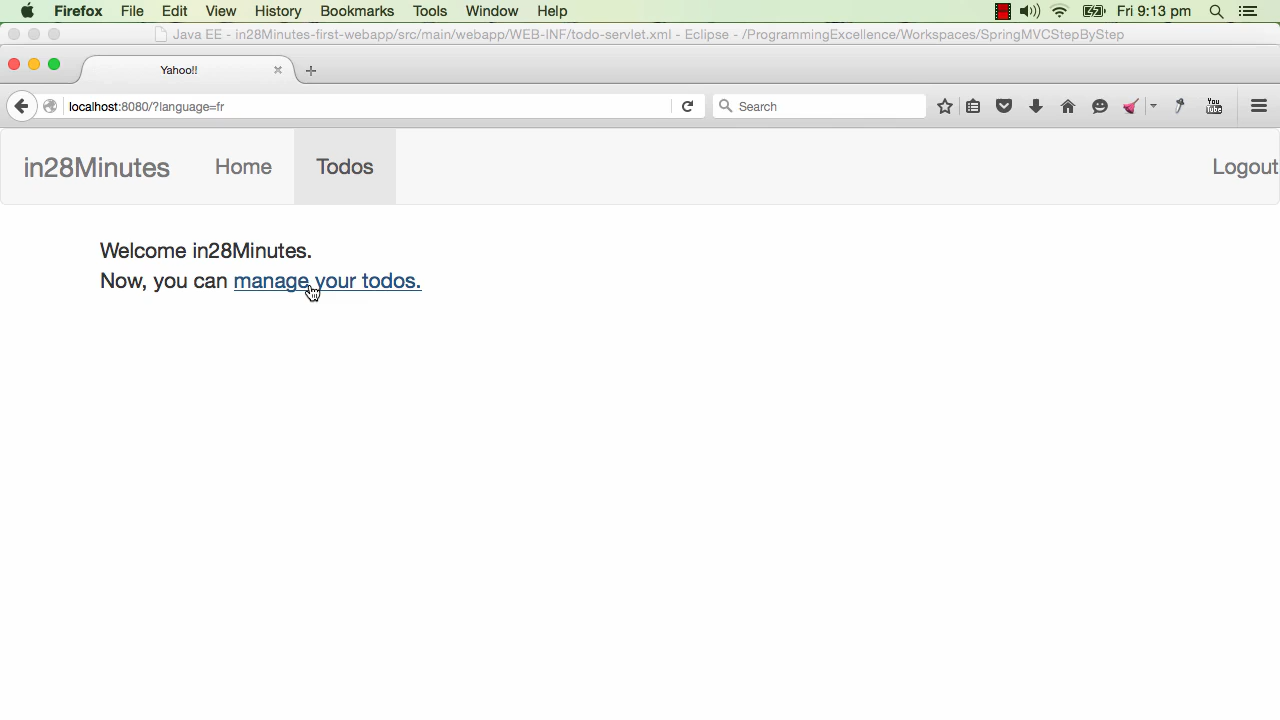 Firefox File Edit View History Bookmarks Tools Window Help Fri 9:13 pm
Java EE - in28Minutes-first-webapp/src/main/webapp/WEB-INF/todo-servlet.xml - Eclipse - /ProgrammingExcellence/Workspaces/SpringMVCStepByStep
Yahoo!!
localhost:8080/?language=fr Search You Tube
in28Minutes Home Todos Logout
Welcome in28Minutes.
Now, you can manage your todos.